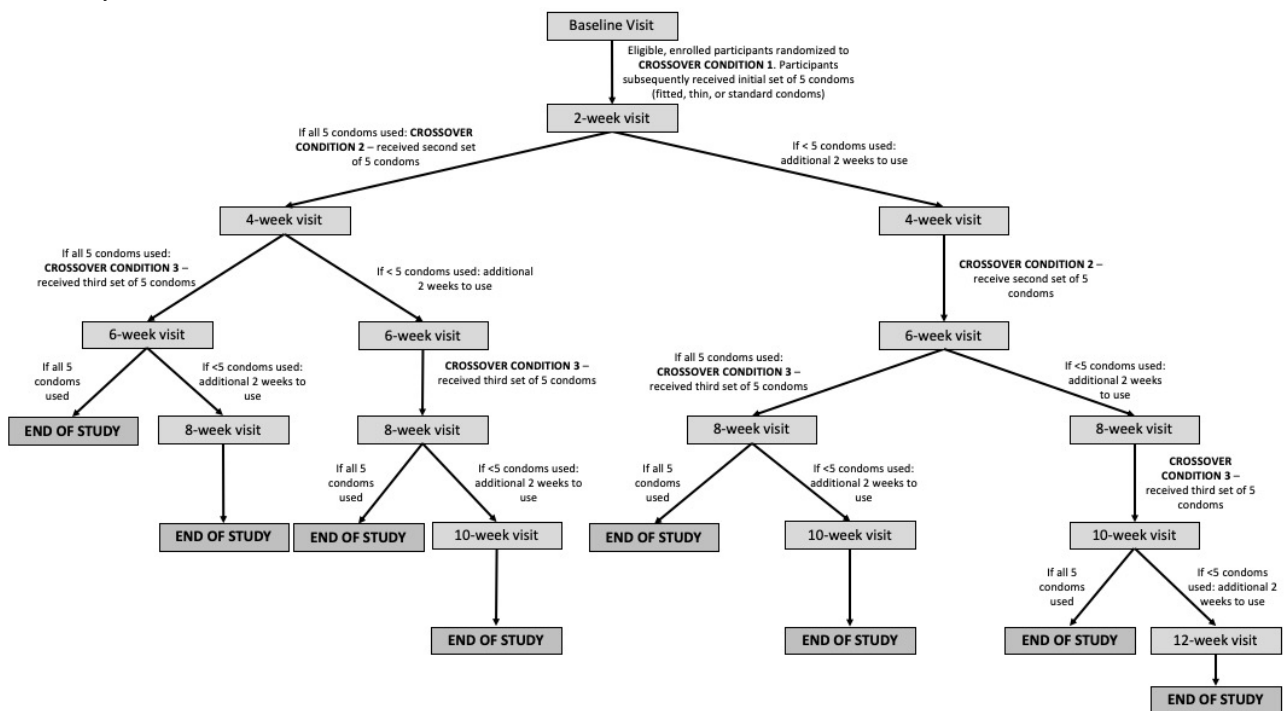 Baseline Visit
Eligible, enrolled participants randomized to
CROSSOVER CONDITION 1. Participants
subsequently received initial set of 5 condoms
(fitted, thin, or standard condoms)
2-week visit
If all 5 condoms used: CROSSOVER
CONDITION 2 – received second set
of 5 condoms
If < 5 condoms used:
additional 2 weeks to use
4-week visit
4-week visit
If all 5 condoms used:
CROSSOVER CONDITION 3 –
received third set of 5 condoms
If < 5 condoms used: additional
2 weeks to use
CROSSOVER CONDITION 2 –
receive second set of 5
condoms
6-week visit
6-week visit
6-week visit
If all 5
condoms
used
If <5 condoms used:
additional 2 weeks to
use
CROSSOVER CONDITION 3 –
received third set of 5 condoms
If all 5 condoms used:
CROSSOVER CONDITION 3 –
received third set of 5 condoms
If <5 condoms used:
additional 2 weeks
to use
END OF STUDY
8-week visit
8-week visit
8-week visit
8-week visit
If all 5
condoms
used
If <5 condoms used:
additional 2 weeks to
use
If all 5
condoms
used
If <5 condoms used:
additional 2 weeks to
use
CROSSOVER
CONDITION 3 –
received third set of 5
condoms
END OF STUDY
END OF STUDY
10-week visit
END OF STUDY
10-week visit
10-week visit
If all 5
condoms
used
If <5 condoms
used: additional 2
weeks to use
END OF STUDY
END OF STUDY
END OF STUDY
12-week visit
END OF STUDY